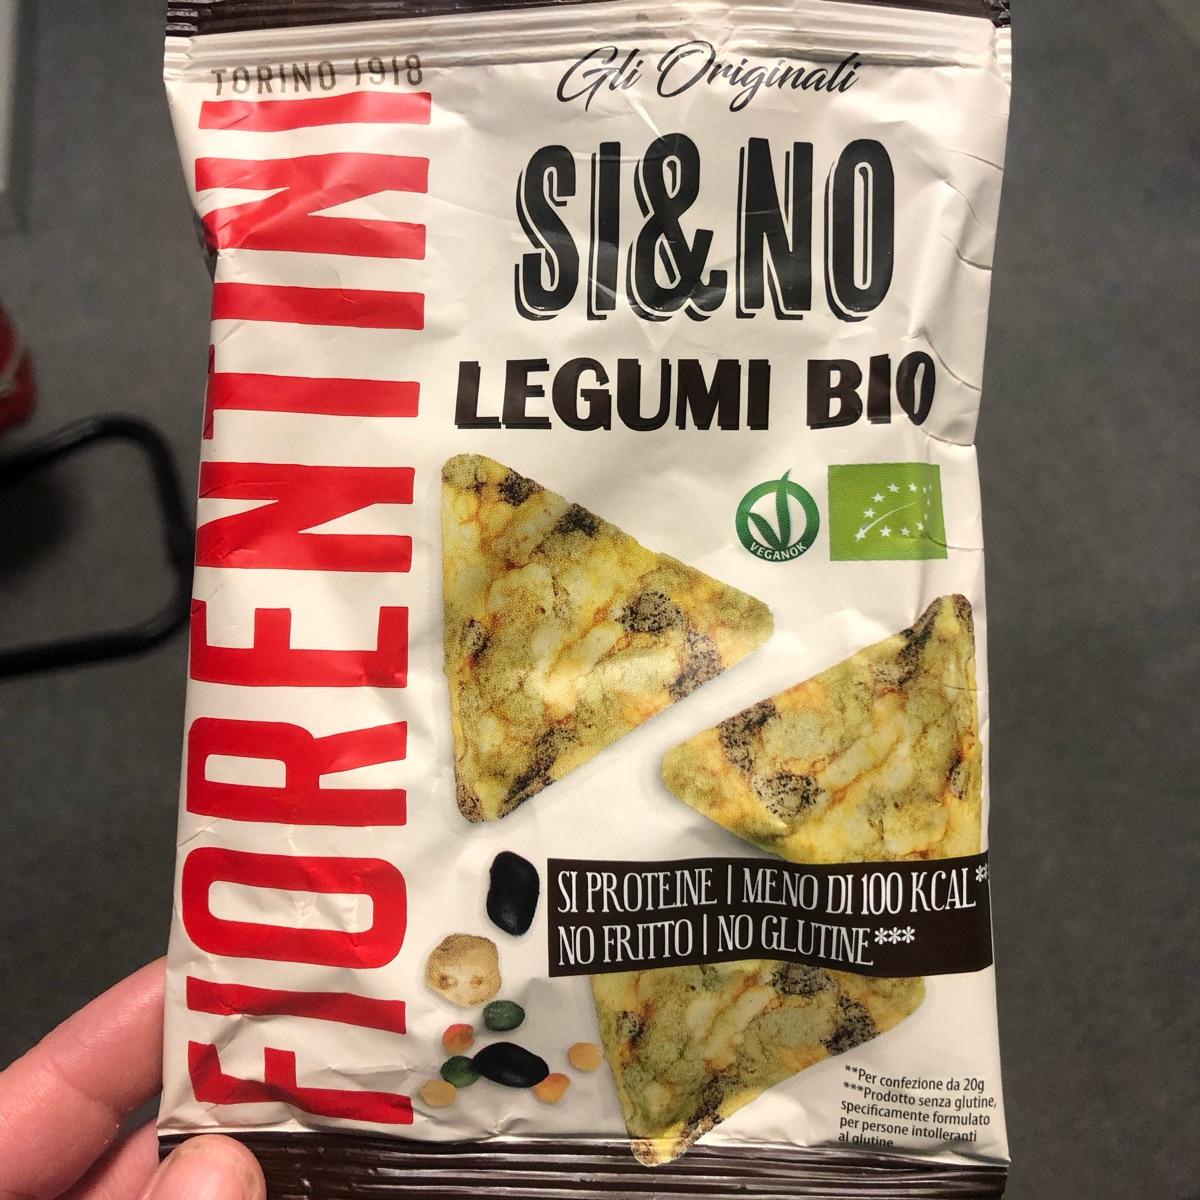 TORINO 1918
FIORENTINI
Gli Originali
SI&NO
LEGUMI BIO
VEGANOK
SI PROTEINE | MENO DI 100 KCAL**
NO FRITTO | NO GLUTINE***
**Per confezione da 20g
***Prodotto senza glutine,
specificamente formulato
per persone intolleranti
al glutine